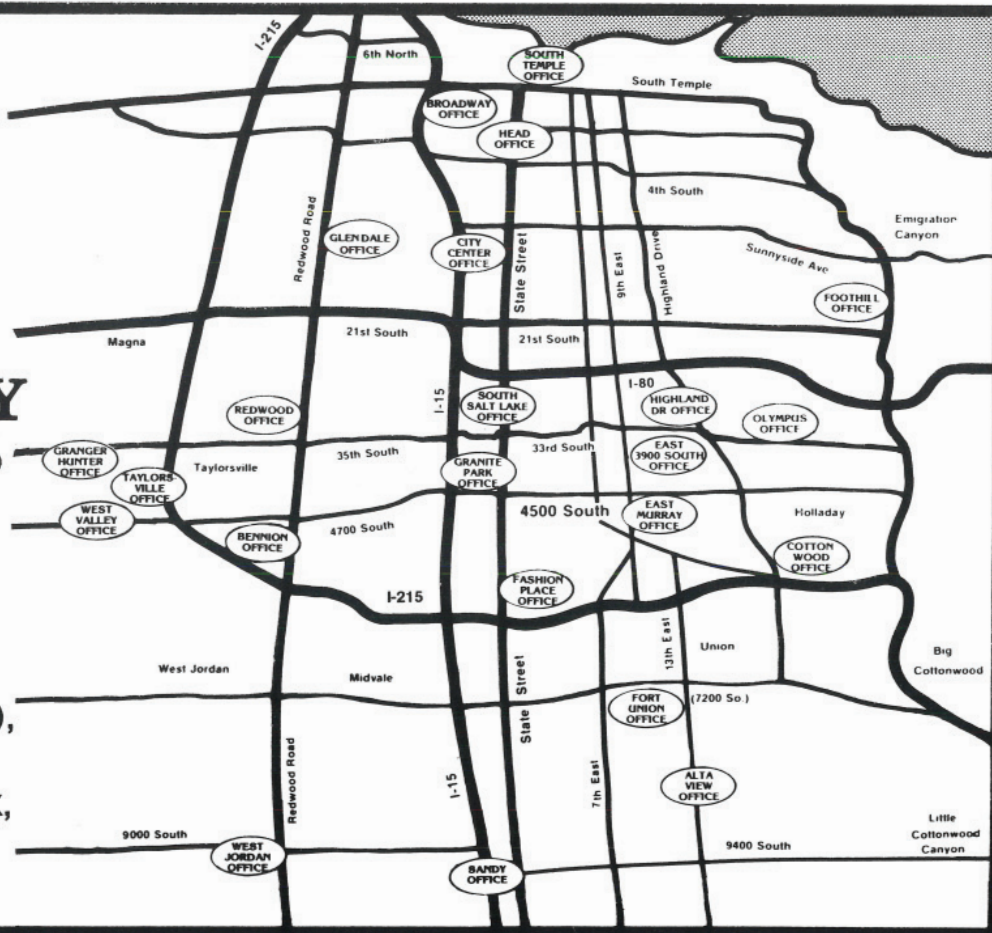 I-215
6th North
SOUTH
TEMPLE
OFFICE
South Temple
BROADWAY
OFFICE
HEAD
OFFICE
4th South
Redwood Road
GLENDALE
OFFICE
CITY
CENTER
OFFICE
State Street
9th East
Highland Drive
Sunnyside Ave
Emigration
Canyon
FOOTHILL
OFFICE
Magna
21st South
21st South
Y
I-15
I-80
REDWOOD
OFFICE
SOUTH
SALT LAKE
OFFICE
HIGHLAND
DR OFFICE
OLYMPUS
OFFICE
GRANGER
HUNTER
OFFICE
Taylorsville
35th South
33rd South
EAST
3900 SOUTH
OFFICE
TAYLORS-
VILLE
OFFICE
GRANITE
PARK
OFFICE
WEST
VALLEY
OFFICE
4700 South
4500 South
EAST
MURRAY
OFFICE
Holladay
BENNION
OFFICE
COTTON
WOOD
OFFICE
FASHION
PLACE
OFFICE
I-215
West Jordan
Midvale
State Street
13th East
Union
Big
Cottonwood
FORT
UNION
OFFICE
(7200 So.)
Redwood Road
I-15
7th East
ALTA
VIEW
OFFICE
9000 South
WEST
JORDAN
OFFICE
SANDY
OFFICE
9400 South
Little
Cottonwood
Canyon